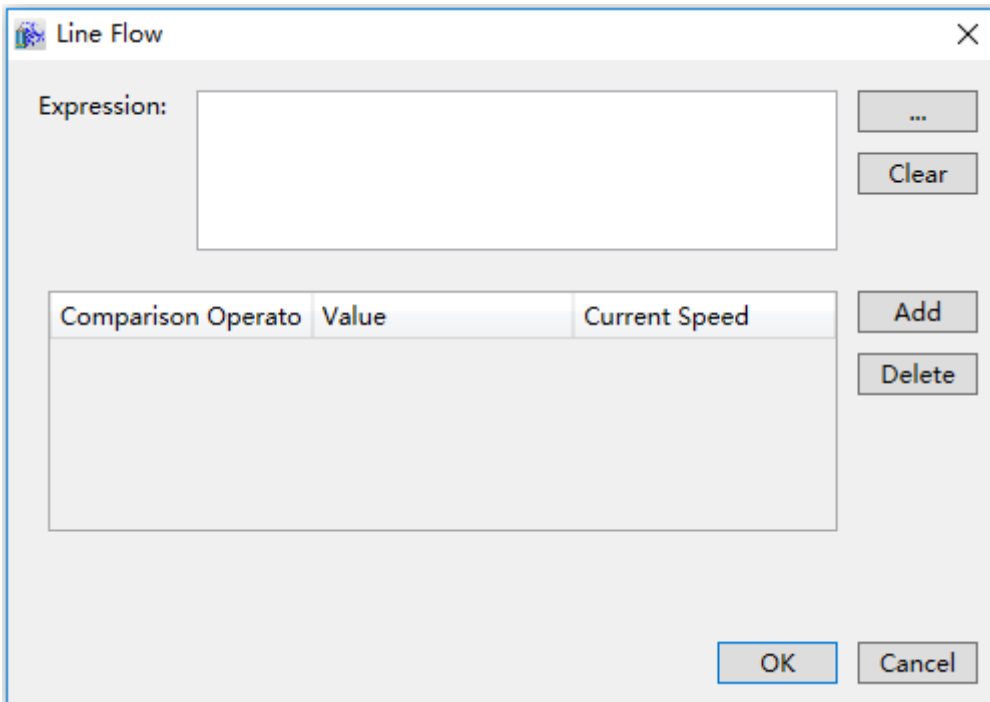 Line Flow
Expression:
...
Clear
Comparison Operato Value Current Speed
Add
Delete
OK Cancel